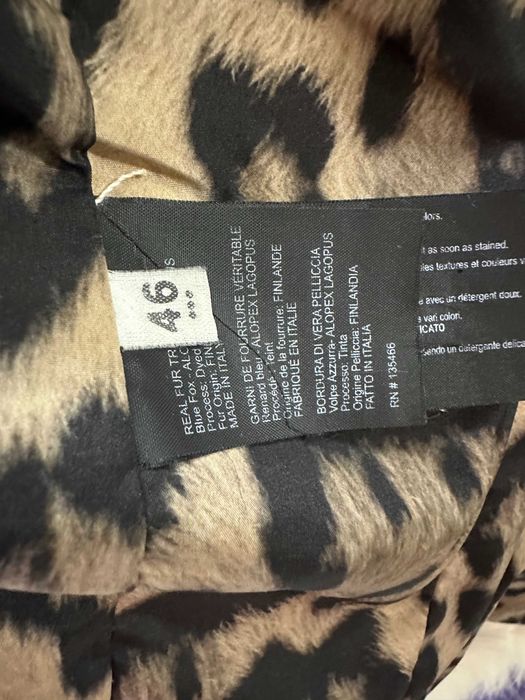 46
REAL FUR TR
Blue Fox- ALO
Process: Dyed
Fur Origin: FIN
MADE IN ITALY
S
GARNI DE FOURRURE VERITABLE
Renard bleu- ALOPEX LAGOPUS
Procédé: Teint
Origine de la fourrure: FINLANDE
FABRIQUE EN ITALIE
BORDURA DI VERA PELLICCIA
Volpe Azzurra- ALOPEX LAGOPUS
Processo: Tinta
Origine Pelliccia: FINLANDIA
FATTO IN ITALIA
RN # 135466
lors.
t as soon as stained.
les textures et couleurs v
e avec un détergent doux.
e vari colori.
ICATO
sendo un detergente delica